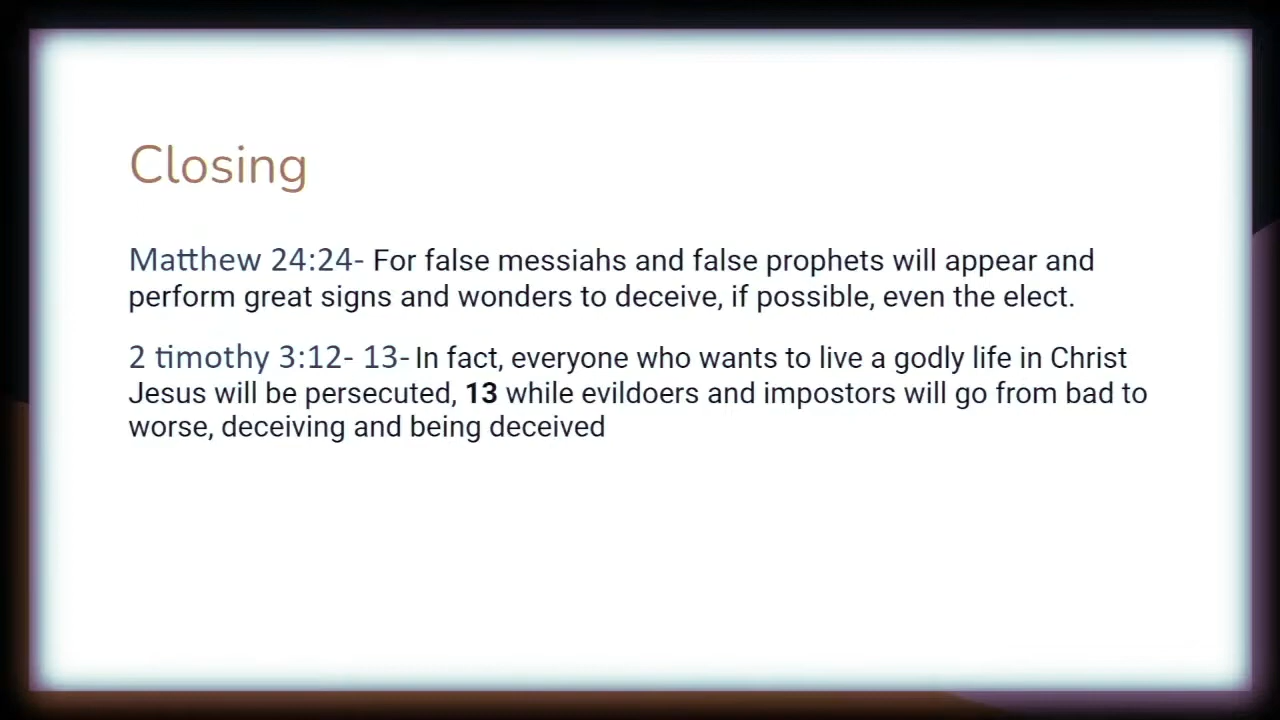 Closing
Matthew 24:24- For false messiahs and false prophets will appear and
perform great signs and wonders to deceive, if possible, even the elect.
2 timothy 3:12- 13- In fact, everyone who wants to live a godly life in Christ
Jesus will be persecuted, 13 while evildoers and impostors will go from bad to
worse, deceiving and being deceived